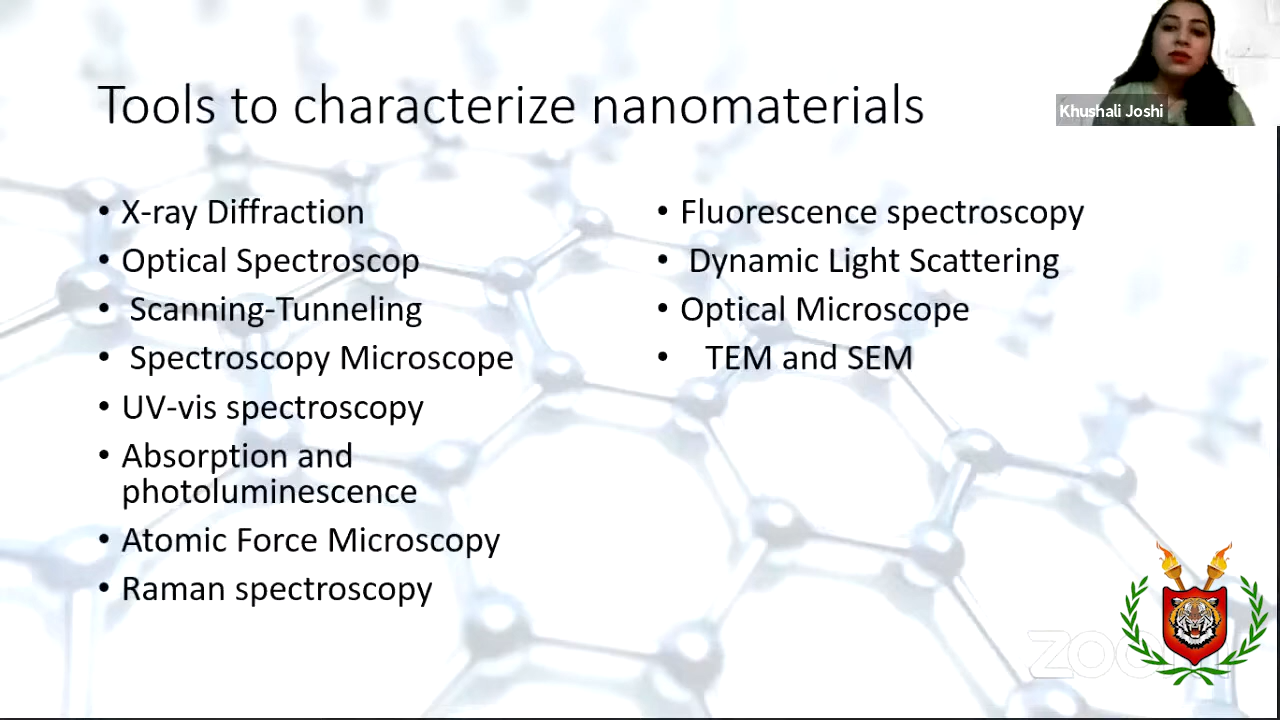 Tools to characterize nanomaterials
Khushali Joshi
• X-ray Diffraction
• Optical Spectroscop
• Scanning-Tunneling
• Spectroscopy Microscope
• UV-vis spectroscopy
• Absorption and
photoluminescence
• Atomic Force Microscopy
• Raman spectroscopy
• Fluorescence spectroscopy
• Dynamic Light Scattering
• Optical Microscope
• TEM and SEM
zoom